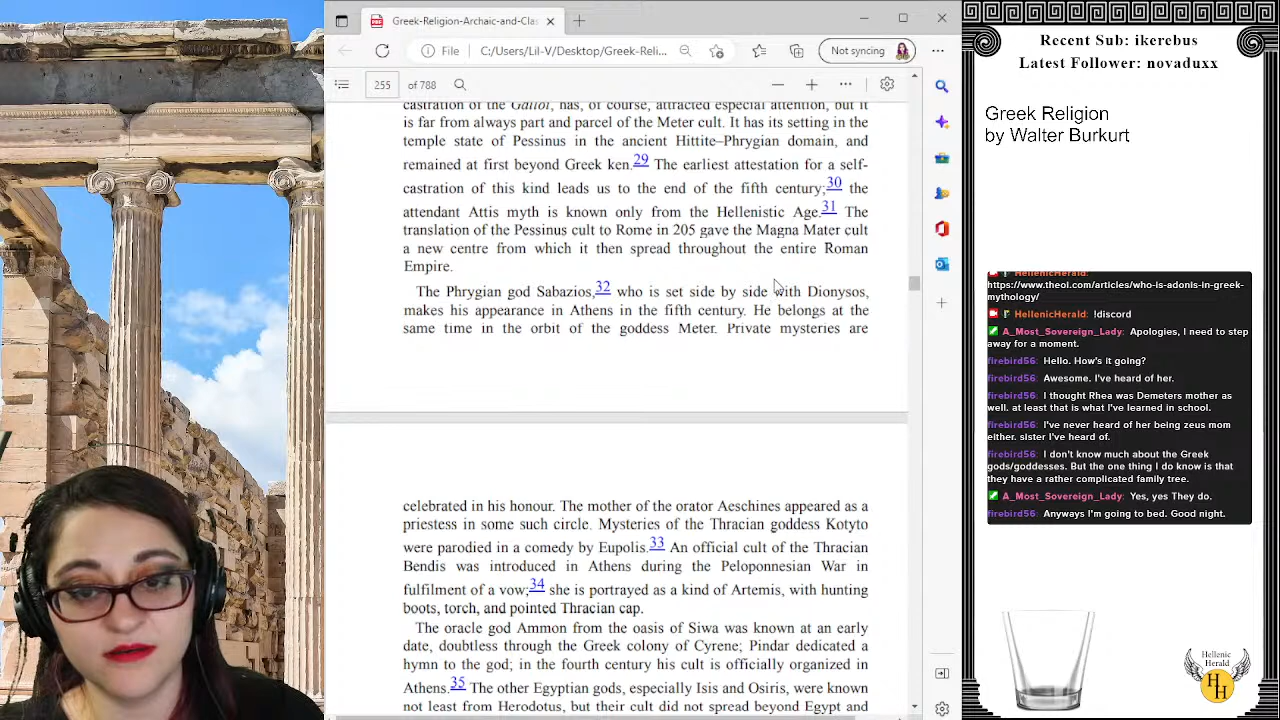 Greek-Religion-Archaic-and-Clas
File
C:/Users/Lil-V/Desktop/Greek-Reli...
Not syncing
255 of 788
castration of the Galloi, has, of course, attracted especial attention, but it
is far from always part and parcel of the Meter cult. It has its setting in the
temple state of Pessinus in the ancient Hittite–Phrygian domain, and
remained at first beyond Greek ken.29 The earliest attestation for a self-
castration of this kind leads us to the end of the fifth century;30 the
attendant Attis myth is known only from the Hellenistic Age.31 The
translation of the Pessinus cult to Rome in 205 gave the Magna Mater cult
a new centre from which it then spread throughout the entire Roman
Empire.
The Phrygian god Sabazios,32 who is set side by side with Dionysos,
makes his appearance in Athens in the fifth century. He belongs at the
same time in the orbit of the goddess Meter. Private mysteries are
celebrated in his honour. The mother of the orator Aeschines appeared as a
priestess in some such circle. Mysteries of the Thracian goddess Kotyto
were parodied in a comedy by Eupolis.33 An official cult of the Thracian
Bendis was introduced in Athens during the Peloponnesian War in
fulfilment of a vow;34 she is portrayed as a kind of Artemis, with hunting
boots, torch, and pointed Thracian cap.
The oracle god Ammon from the oasis of Siwa was known at an early
date, doubtless through the Greek colony of Cyrene; Pindar dedicated a
hymn to the god; in the fourth century his cult is officially organized in
Athens.35 The other Egyptian gods, especially Isis and Osiris, were known
not least from Herodotus, but their cult did not spread beyond Egypt and
Recent Sub: ikerebus
Latest Follower: novaduxx
Greek Religion
by Walter Burkurt
HellenicHerald:
https://www.theoi.com/articles/who-is-adonis-in-greek-
mythology/
HellenicHerald: !discord
A_Most_Sovereign_Lady: Apologies, I need to step
away for a moment.
firebird56: Hello. How's it going?
firebird56: Awesome. I've heard of her.
firebird56: I thought Rhea was Demeters mother as
well. at least that is what I've learned in school.
firebird56: I've never heard of her being zeus mom
either. sister I've heard of.
firebird56: I don't know much about the Greek
gods/goddesses. But the one thing I do know is that
they have a rather complicated family tree.
A_Most_Sovereign_Lady: Yes, yes They do.
firebird56: Anyways I'm going to bed. Good night.
Hellenic
Herald
HH